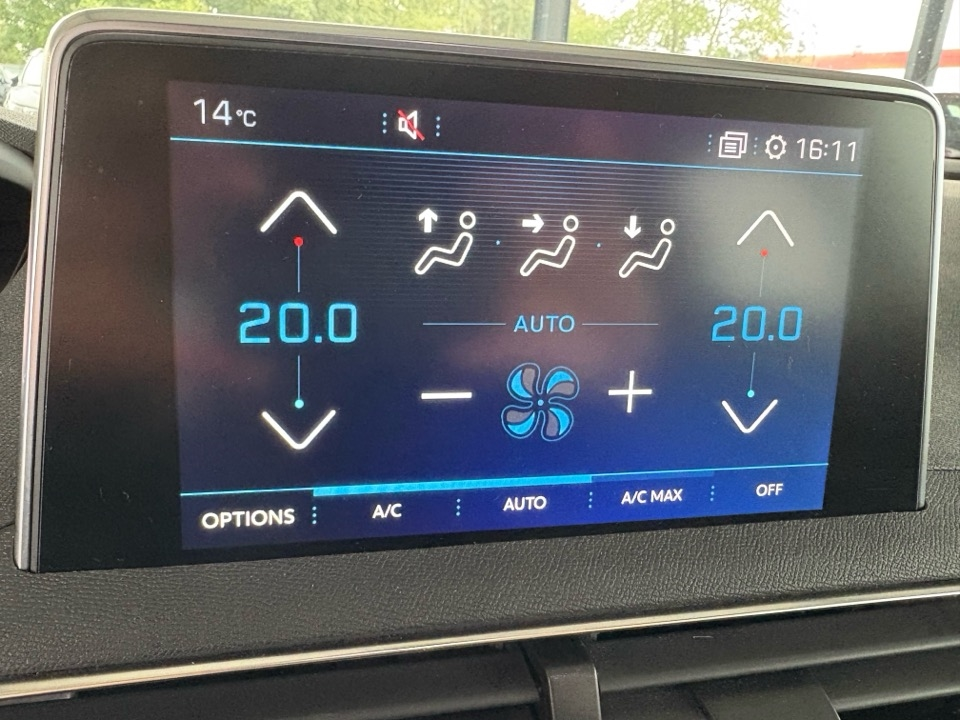 14°C 16:11
20.0 20.0
AUTO
OPTIONS A/C AUTO A/C MAX OFF